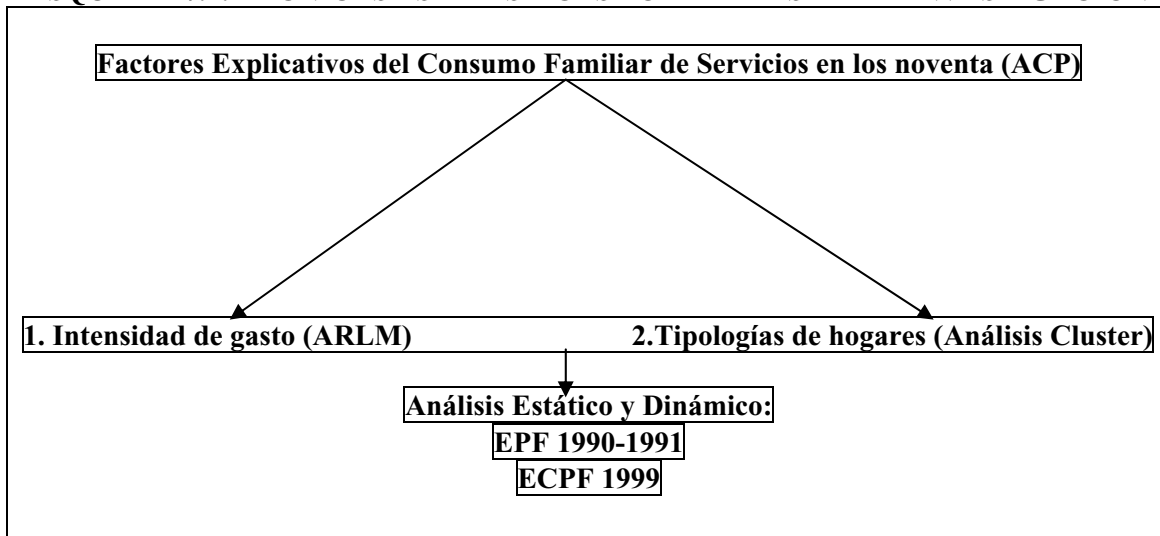 Factores Explicativos del Consumo Familiar de Servicios en los noventa (ACP)
1. Intensidad de gasto (ARLM) 2.Tipologías de hogares (Análisis Cluster)
Análisis Estático y Dinámico:
EPF 1990-1991
ECPF 1999